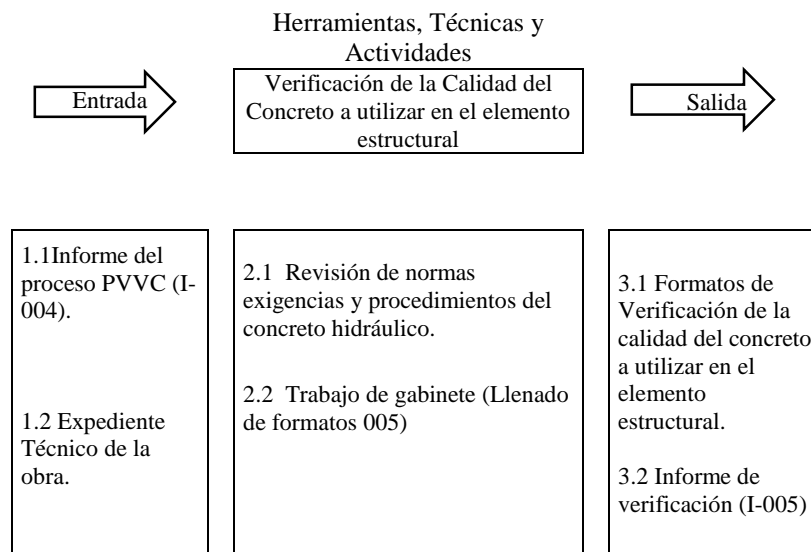 Herramientas, Técnicas y
Actividades
Entrada
Verificación de la Calidad del
Concreto a utilizar en el elemento
estructural
Salida
1.1Informe del
proceso PVVC (I-
004).
1.2 Expediente
Técnico de la
obra.
2.1 Revisión de normas
exigencias y procedimientos del
concreto hidráulico.
2.2 Trabajo de gabinete (Llenado
de formatos 005)
3.1 Formatos de
Verificación de la
calidad del concreto
a utilizar en el
elemento
estructural.
3.2 Informe de
verificación (I-005)